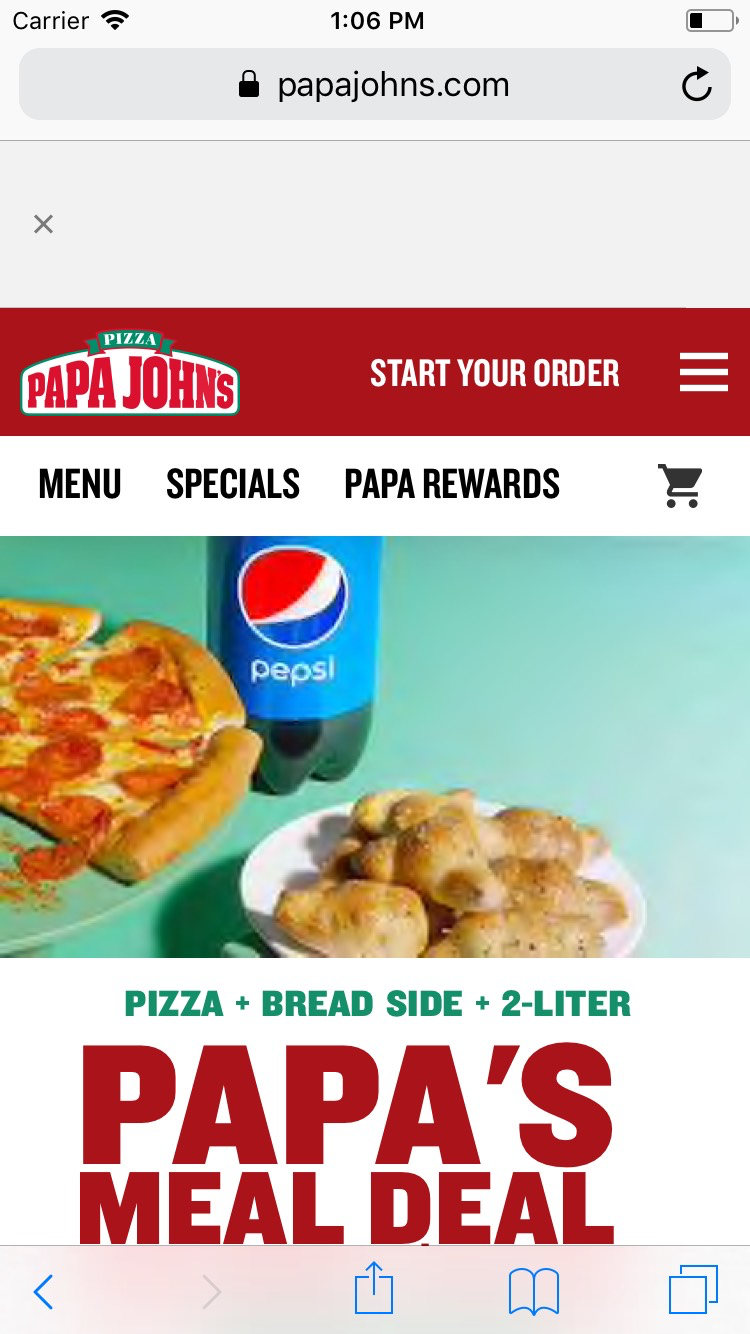 Carrier 1:06 PM
papajohns.com
PIZZA
PAPA JOHN'S
START YOUR ORDER
MENU SPECIALS PAPA REWARDS
pepsi
PIZZA + BREAD SIDE + 2-LITER
PAPA'S
MEAL DEAL